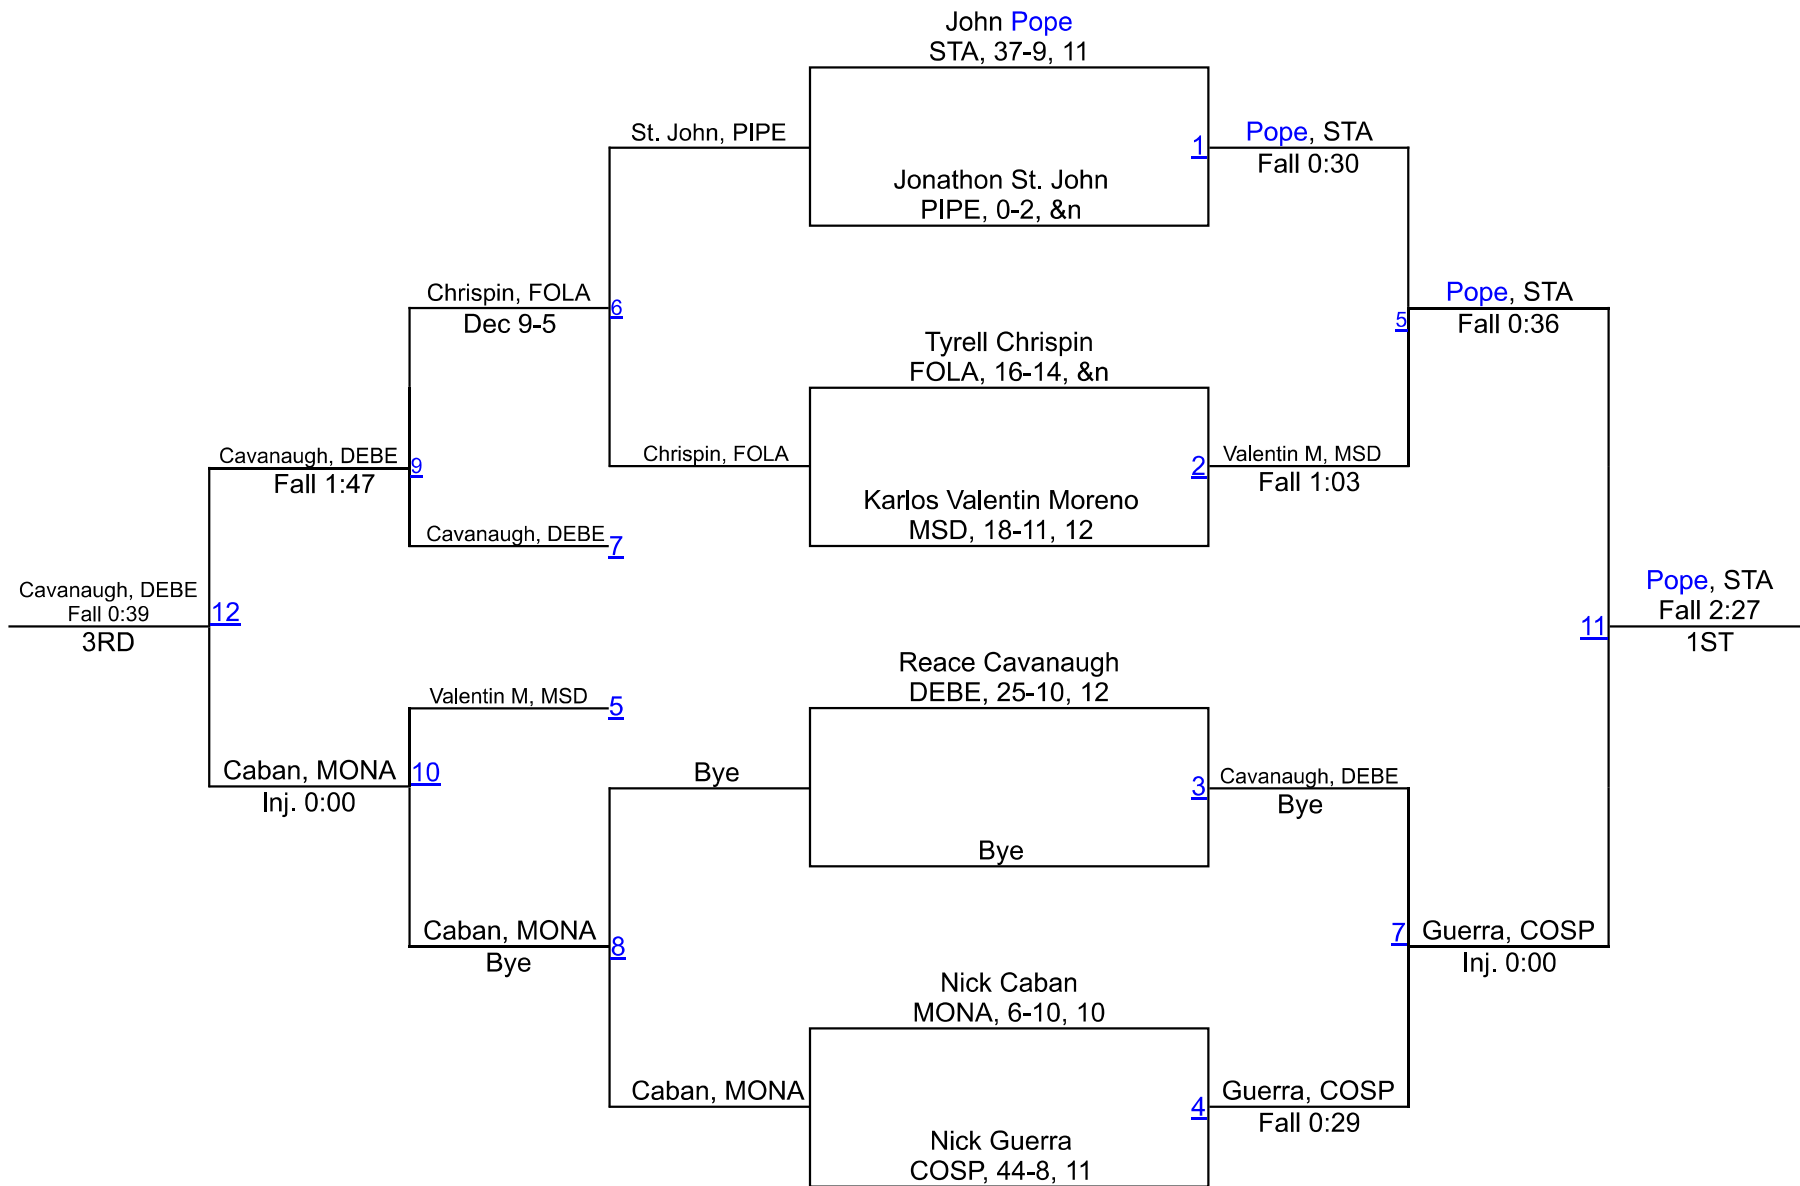 John Pope
STA, 37-9, 11
St. John, PIPE
1
Pope, STA
Fall 0:30
Jonathon St. John
PIPE, 0-2, &n
Chrispin, FOLA
Dec 9-5
6
Pope, STA
Fall 0:36
5
Tyrell Chrispin
FOLA, 16-14, &n
Cavanaugh, DEBE
Fall 1:47
9
Chrispin, FOLA
2
Valentin M, MSD
Fall 1:03
Karlos Valentin Moreno
MSD, 18-11, 12
Cavanaugh, DEBE
7
Cavanaugh, DEBE
Fall 0:39
3RD
12
Pope, STA
Fall 2:27
1ST
11
Reace Cavanaugh
DEBE, 25-10, 12
Valentin M, MSD
5
Caban, MONA
Inj. 0:00
10
Bye
3
Cavanaugh, DEBE
Bye
Bye
Caban, MONA
Bye
8
7
Guerra, COSP
Inj. 0:00
Nick Caban
MONA, 6-10, 10
Caban, MONA
4
Guerra, COSP
Fall 0:29
Nick Guerra
COSP, 44-8, 11